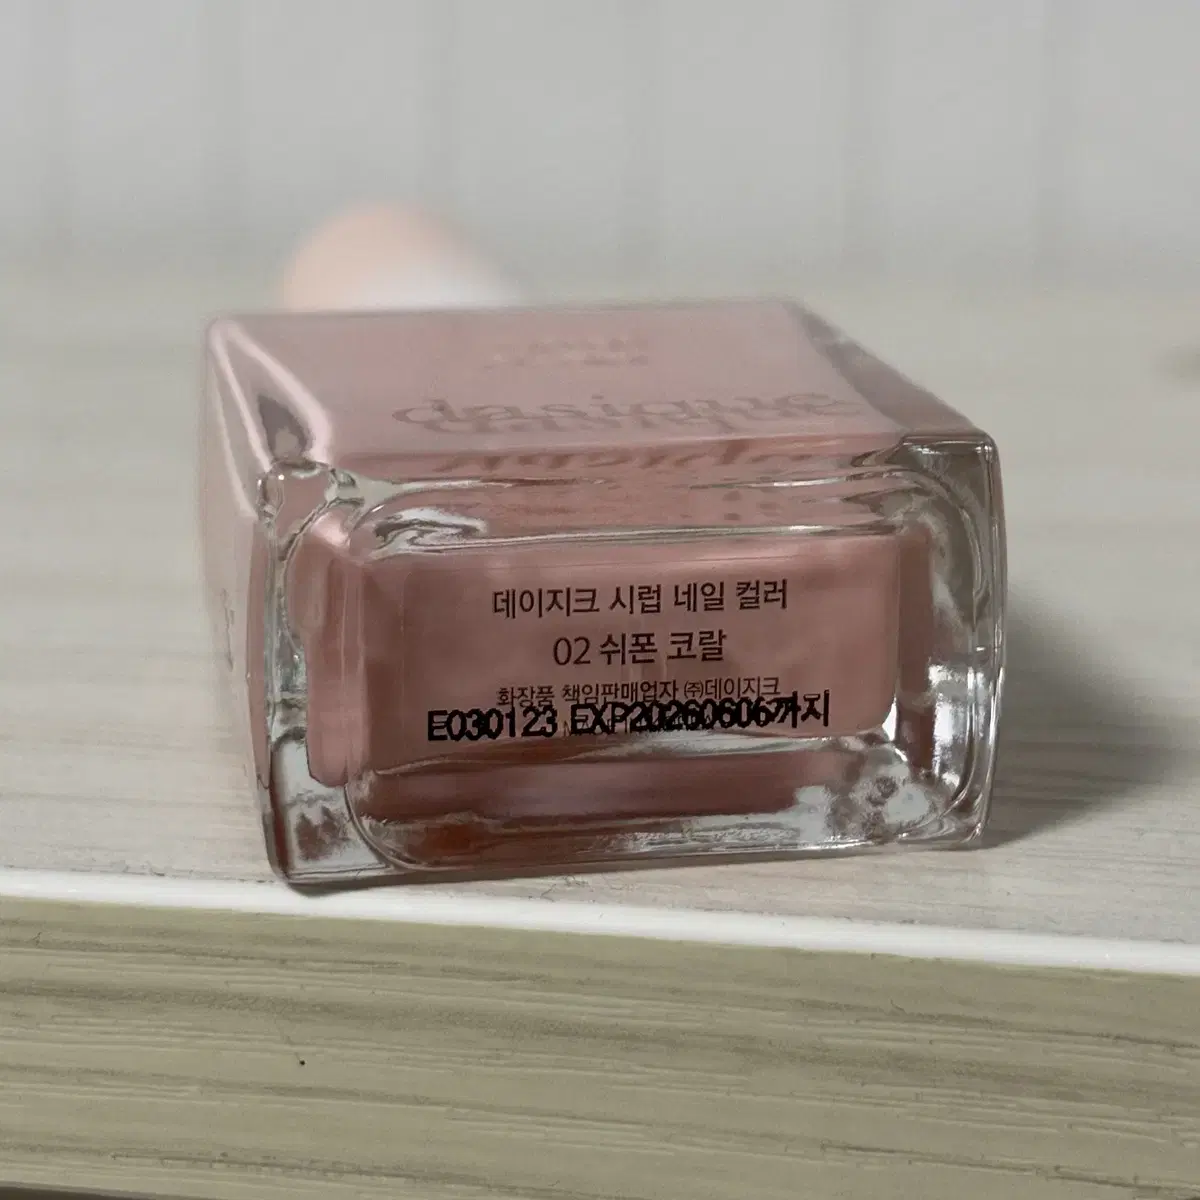 dasique
데이지크 시럽 네일 컬러
02 쉬폰 코랄
화장품 책임판매업자 ㈜데이지크
E030123 EXP20260606까지